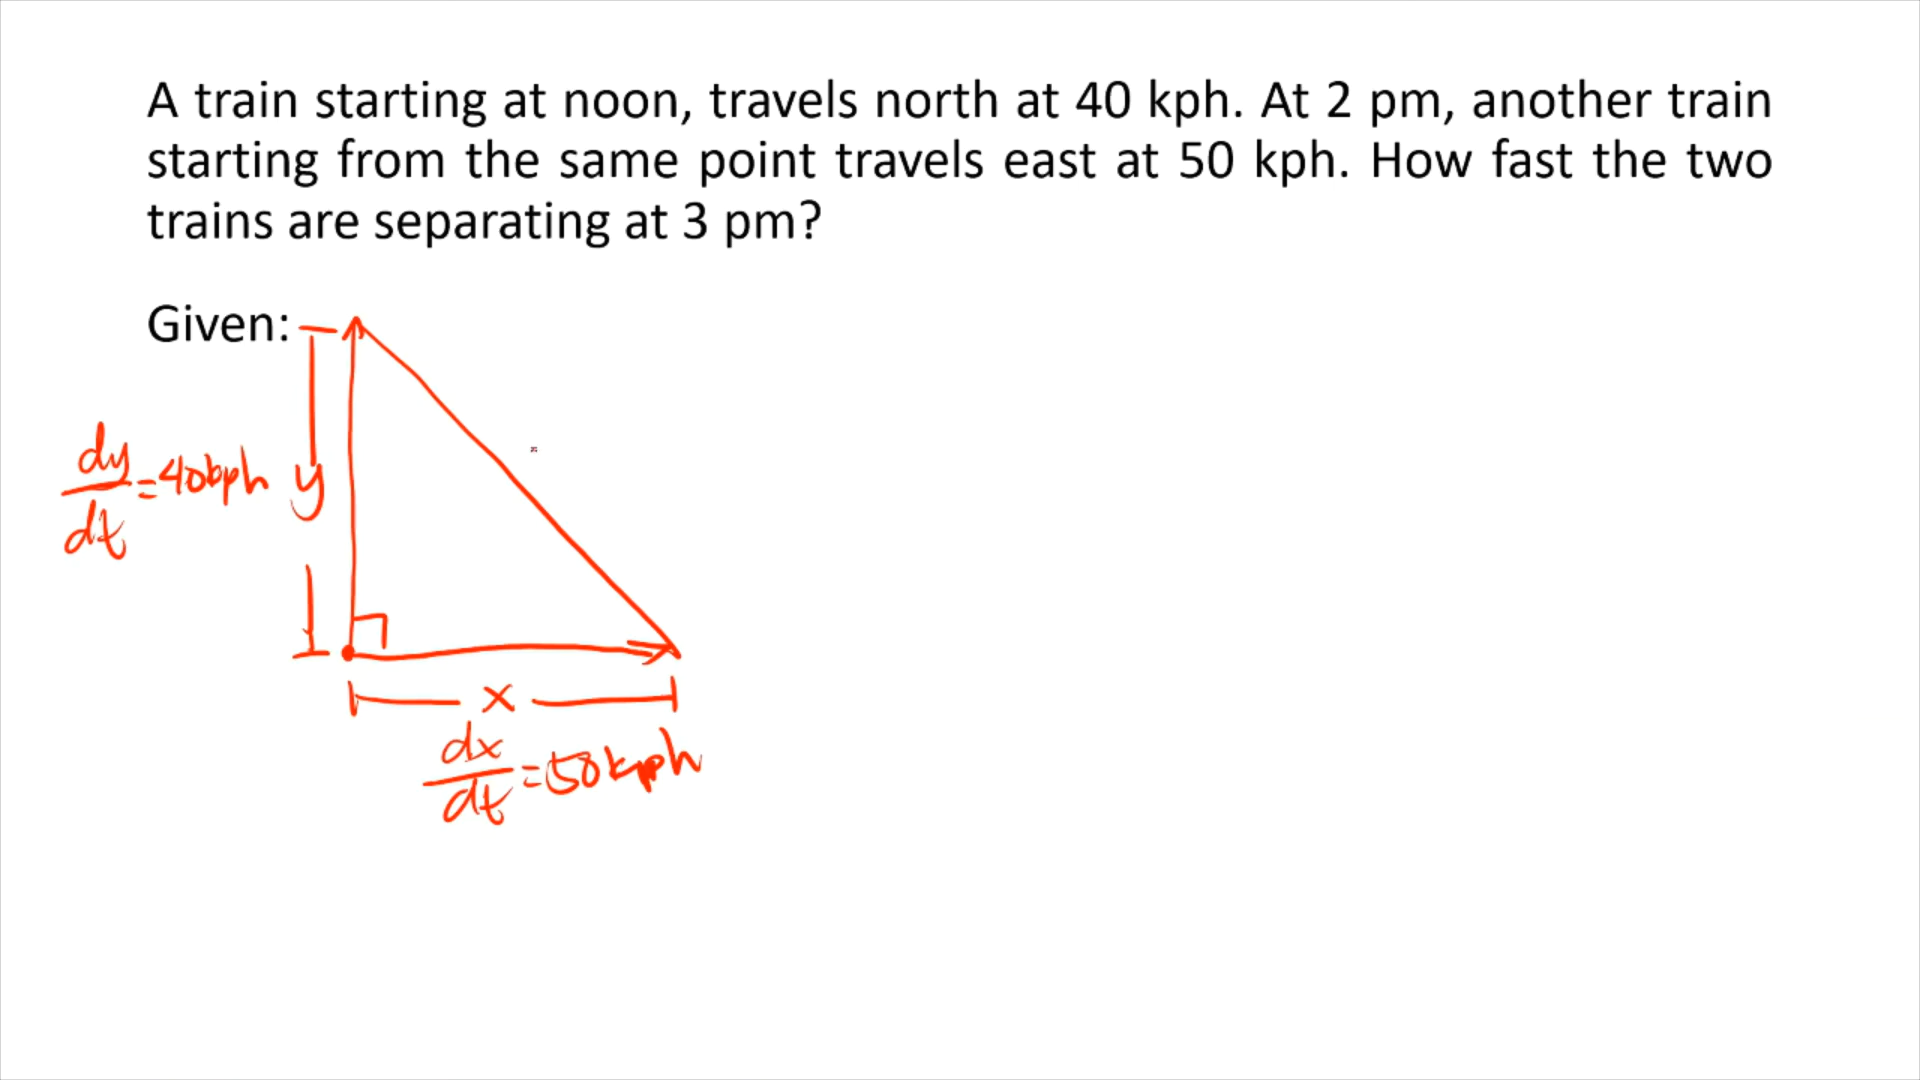 A train starting at noon, travels north at 40 kph. At 2 pm, another train
starting from the same point travels east at 50 kph. How fast the two
trains are separating at 3 pm?
Given:
dy/dt = 40kph
y
x
dx/dt = 50kph